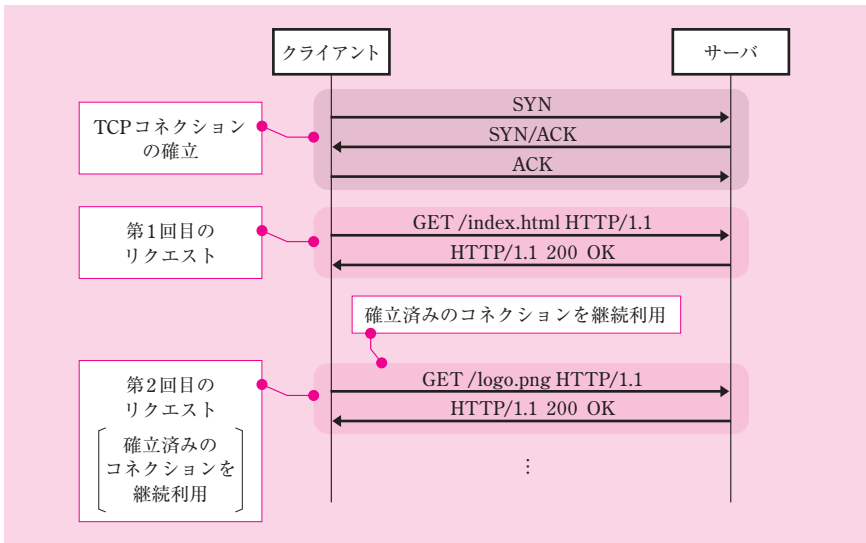 クライアント
サーバ
TCPコネクション
の確立
SYN
SYN/ACK
ACK
第1回目の
リクエスト
GET /index.html HTTP/1.1
HTTP/1.1 200 OK
確立済みのコネクションを継続利用
第2回目の
リクエスト
確立済みの
コネクションを
継続利用
GET /logo.png HTTP/1.1
HTTP/1.1 200 OK
⋮